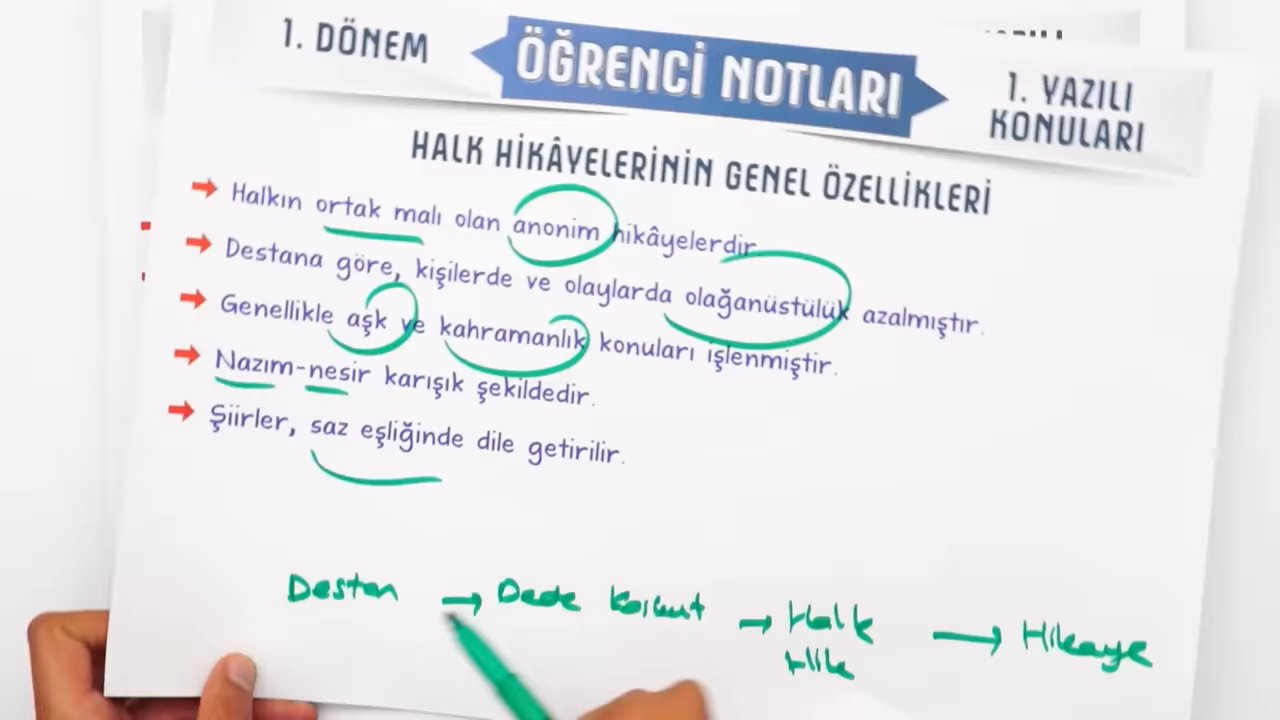 1. DÖNEM
ÖĞRENCİ NOTLARI
1. YAZILI
KONULARI
HALK HİKÂYELERİNİN GENEL ÖZELLİKLERİ
Halkın ortak malı olan anonim hikâyelerdir.
Destana göre, kişilerde ve olaylarda olağanüstülük azalmıştır.
Genellikle aşk ve kahramanlık konuları işlenmiştir.
Nazım-nesir karışık şekildedir.
Şiirler, saz eşliğinde dile getirilir.
Destan → Dede Korkut → Halk → Hikaye
Hik